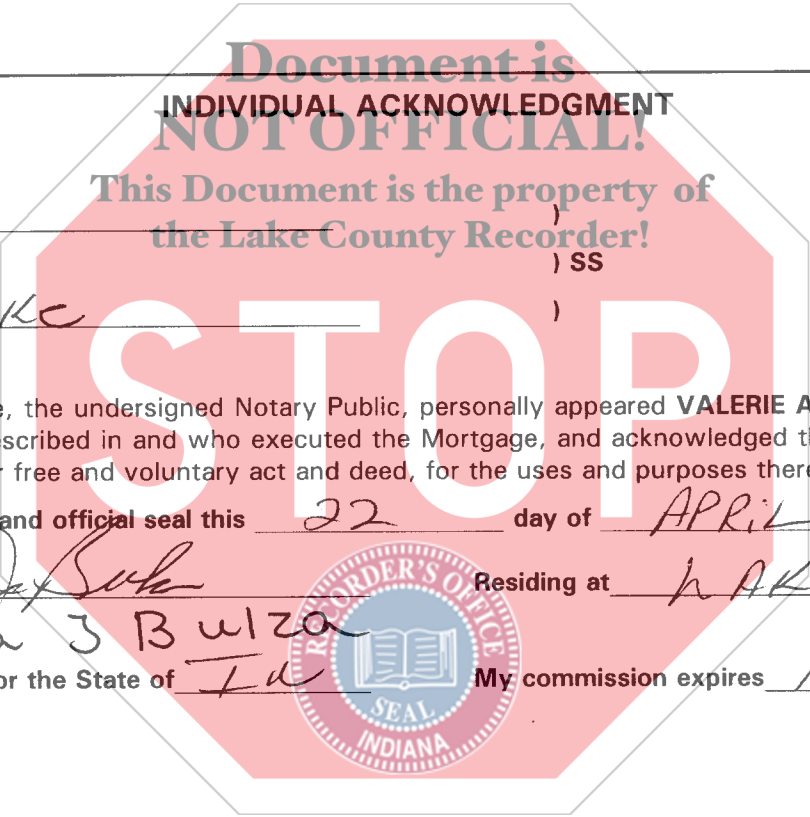 Document is
INDIVIDUAL ACKNOWLEDGMENT
NOT OFFICIAL!
This Document is the property of
)
the Lake County Recorder!
) SS
)
STOP
, the undersigned Notary Public, personally appeared VALERIE A
scribed in and who executed the Mortgage, and acknowledged th
free and voluntary act and deed, for the uses and purposes there
and official seal this 22 day of APRIL
Residing at LAK
J Bulza
or the State of My commission expires
RECORDER'S OFFICE
SEAL
INDIANA